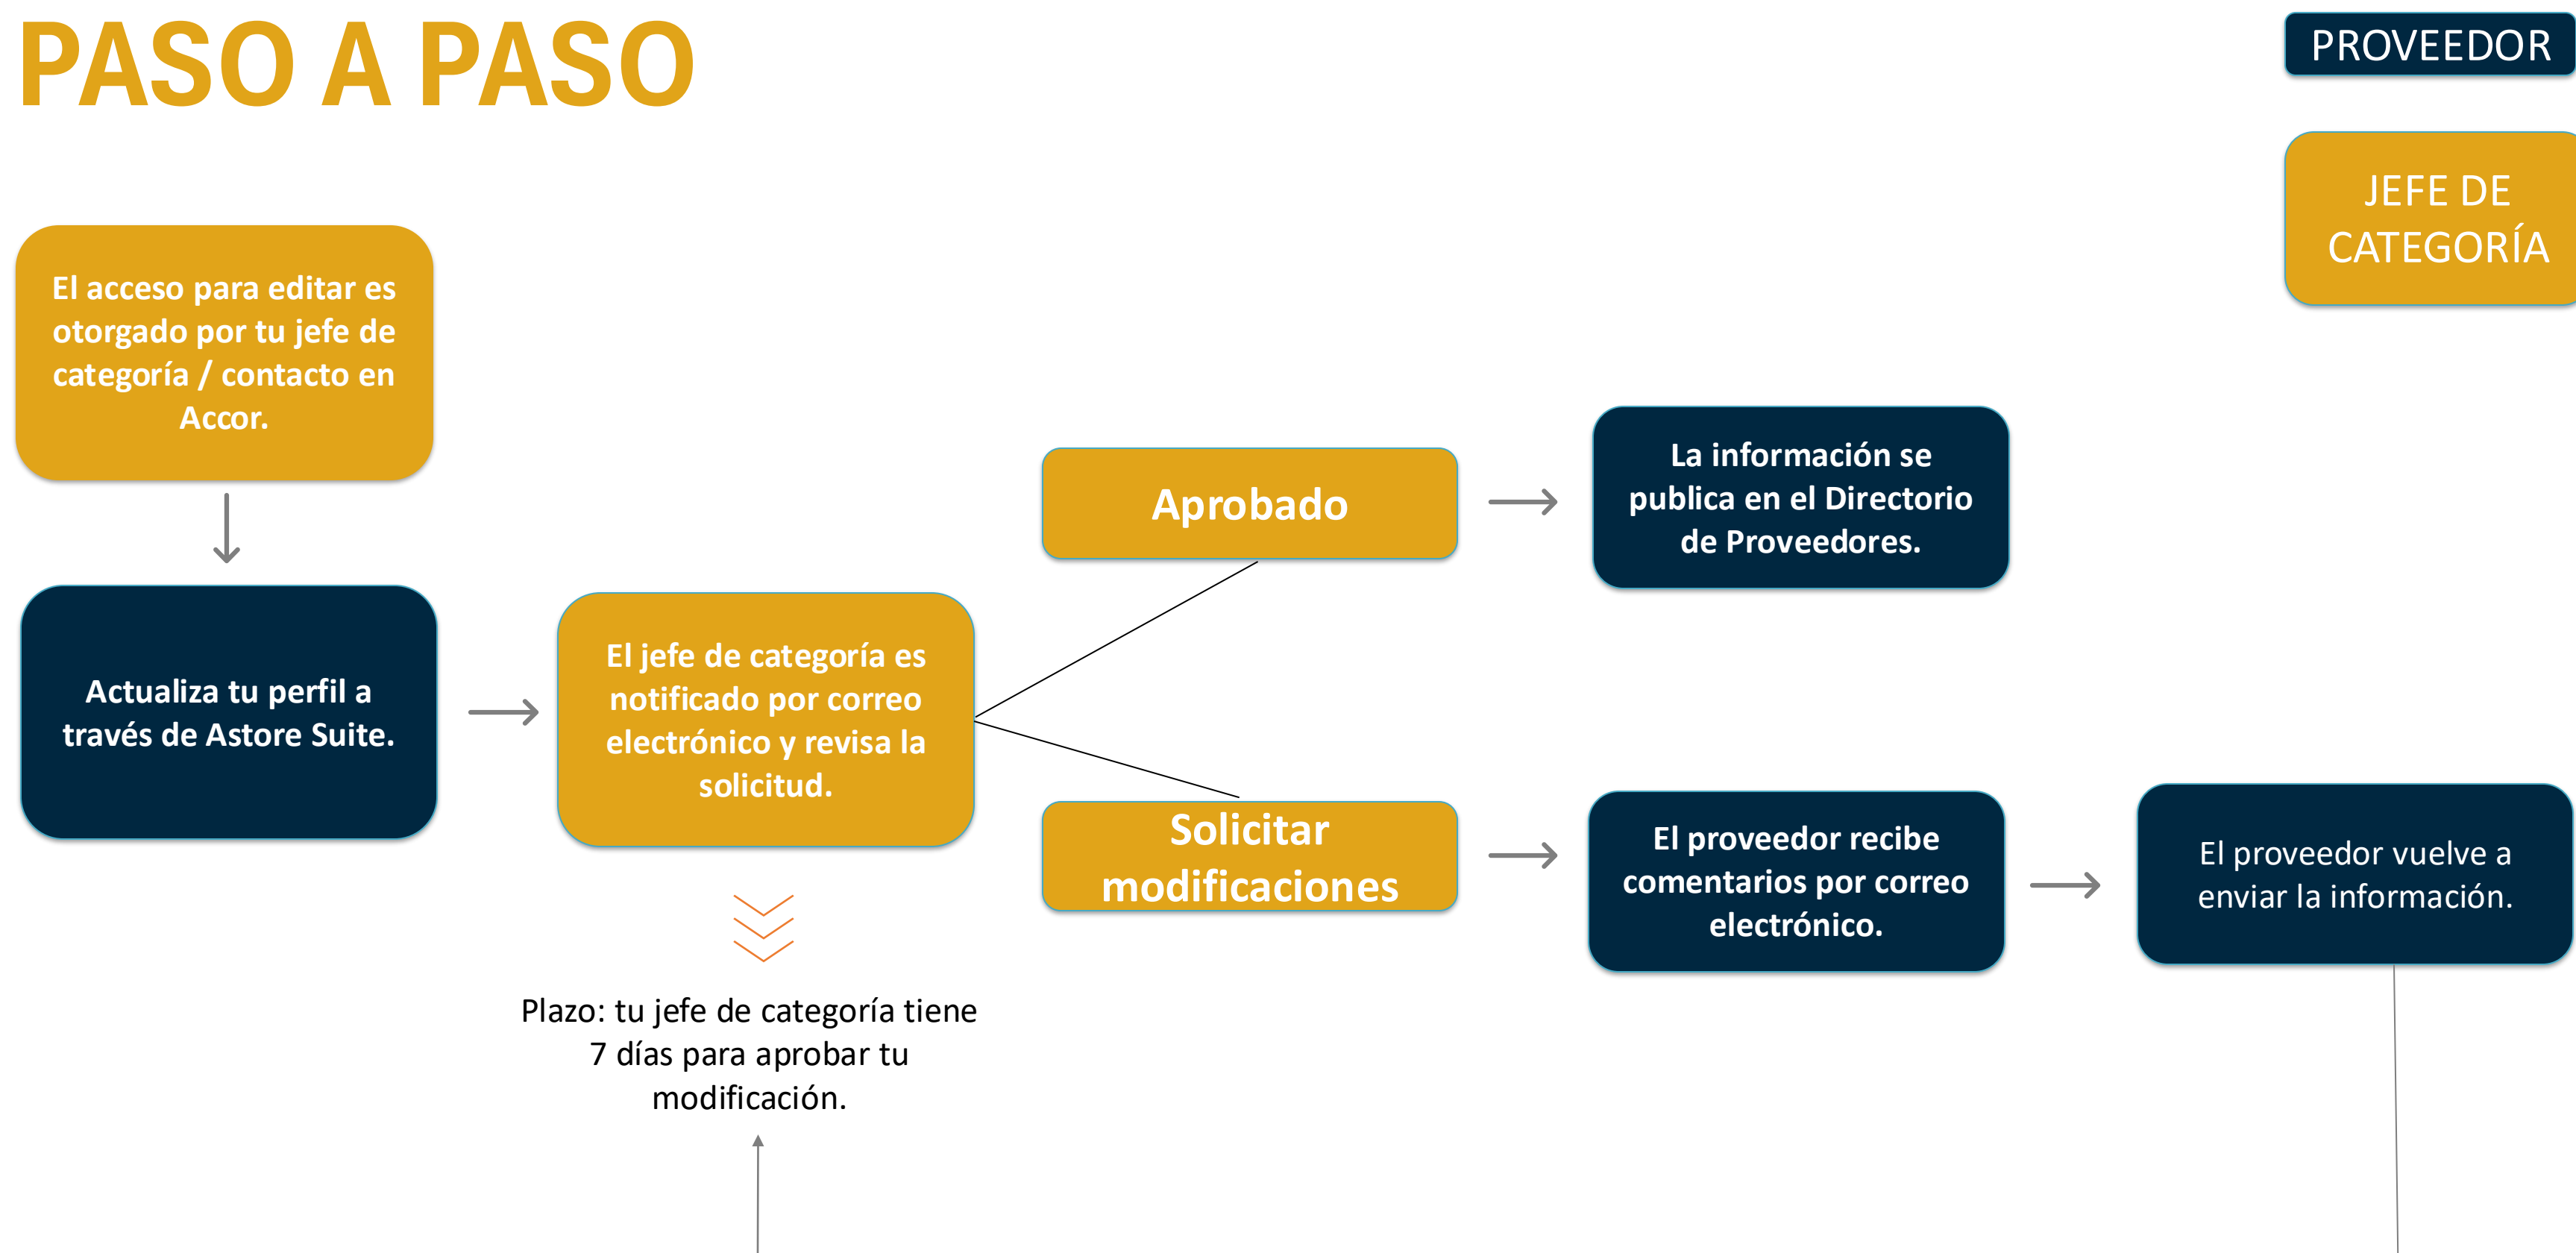 PASO A PASO
PROVEEDOR
JEFE DE
CATEGORÍA
El acceso para editar es
otorgado por tu jefe de
categoría / contacto en
Accor.
Actualiza tu perfil a
través de Astore Suite.
El jefe de categoría es
notificado por correo
electrónico y revisa la
solicitud.
Plazo: tu jefe de categoría tiene
7 días para aprobar tu
modificación.
Aprobado
La información se
publica en el Directorio
de Proveedores.
Solicitar
modificaciones
El proveedor recibe
comentarios por correo
electrónico.
El proveedor vuelve a
enviar la información.